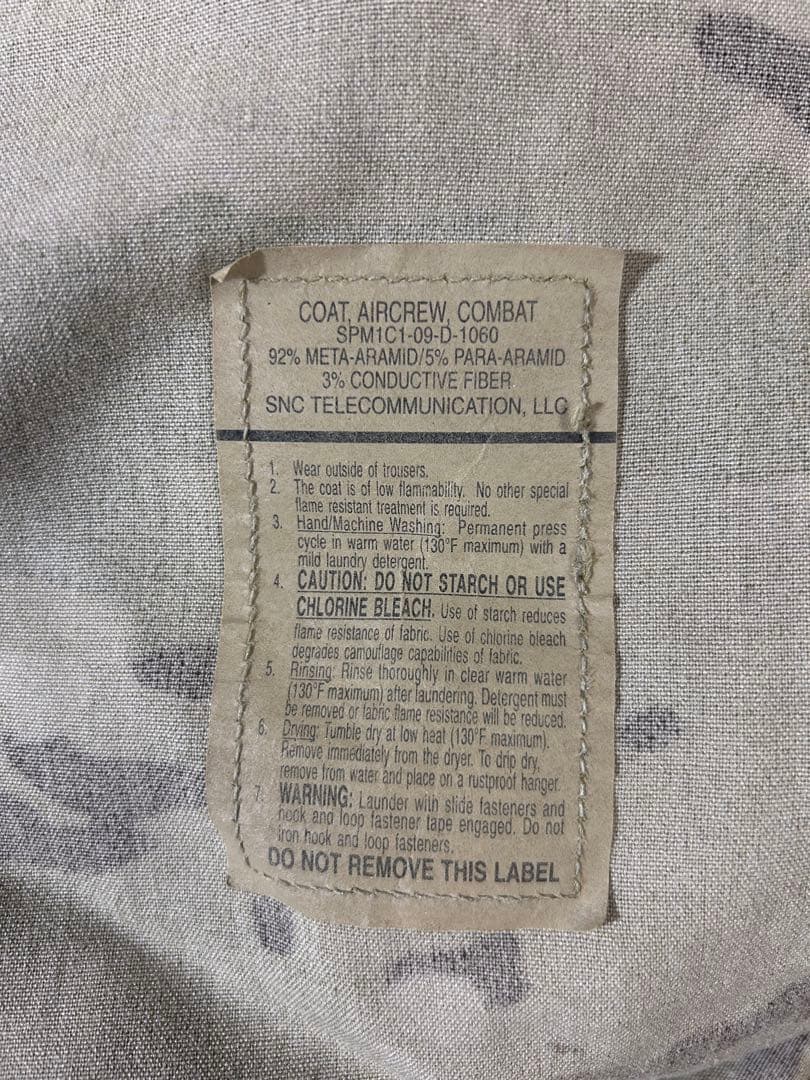 COAT, AIRCREW, COMBAT
SPM1C1-09-D-1060
92% META-ARAMID/5% PARA-ARAMID
3% CONDUCTIVE FIBER
SNC TELECOMMUNICATION, LLC
1. Wear outside of trousers.
2. The coat is of low flammability. No other special
flame resistant treatment is required.
3. Hand/Machine Washing: Permanent press
cycle in warm water (130°F maximum) with a
mild laundry detergent.
4. CAUTION: DO NOT STARCH OR USE
CHLORINE BLEACH. Use of starch reduces
flame resistance of fabric. Use of chlorine bleach
degrades camouflage capabilities of fabric.
5. Rinsing: Rinse thoroughly in clear warm water
(130°F maximum) after laundering. Detergent must
be removed or fabric flame resistance will be reduced.
6. Drying: Tumble dry at low heat (130°F maximum).
Remove immediately from the dryer. To drip dry,
remove from water and place on a rustproof hanger.
7. WARNING: Launder with slide fasteners and
hook and loop fastener tape engaged. Do not
iron hook and loop fasteners.
DO NOT REMOVE THIS LABEL